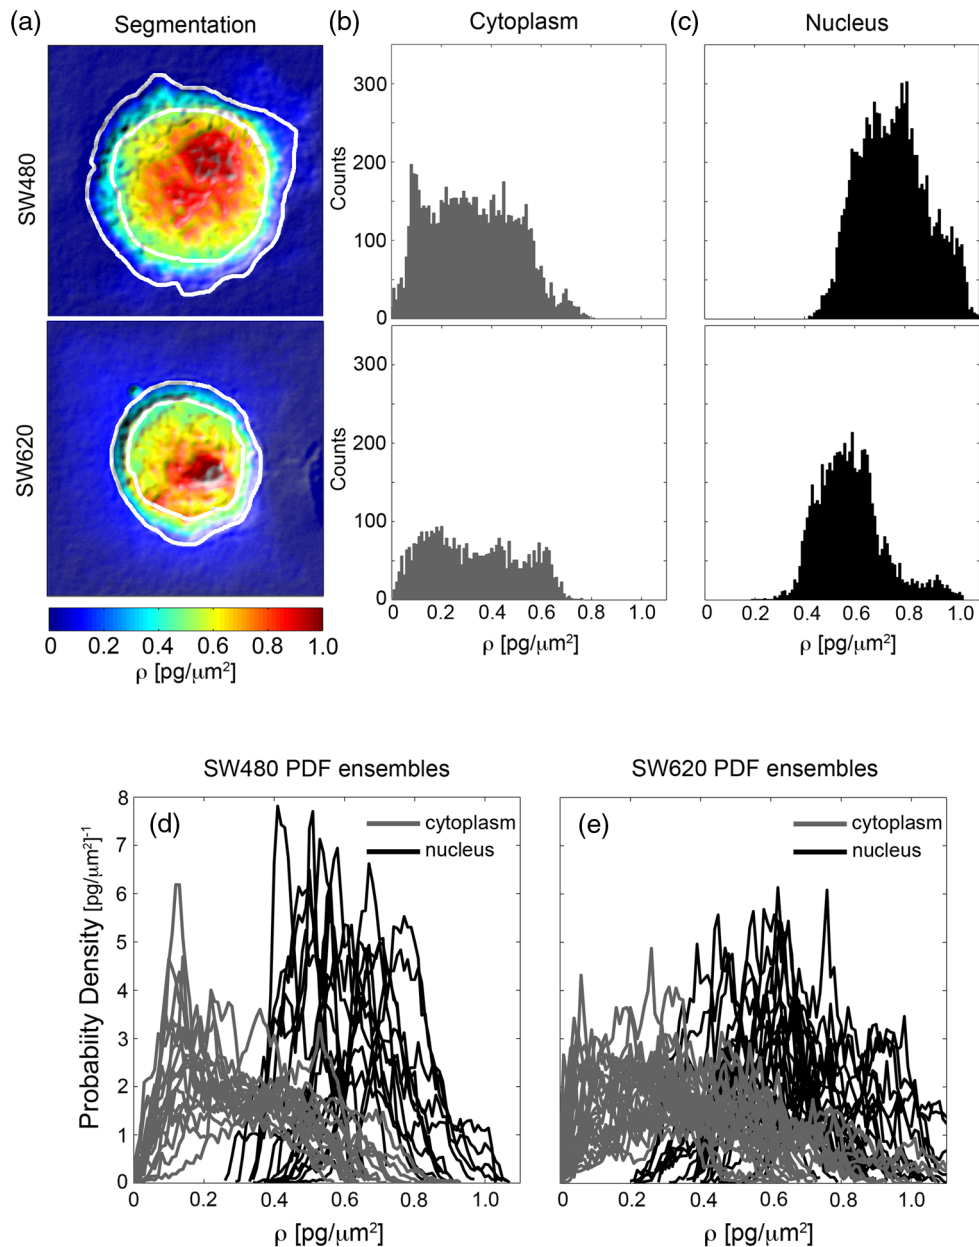 (a) Segmentation (b) Cytoplasm (c) Nucleus
SW480
Counts
300
200
100
0
SW620
Counts
300
200
100
0
0 0.2 0.4 0.6 0.8 1.0
ρ [pg/μm²]
0 0.2 0.4 0.6 0.8 1.0
ρ [pg/μm²]
0 0.2 0.4 0.6 0.8 1.0
ρ [pg/μm²]
SW480 PDF ensembles
SW620 PDF ensembles
Probabiity Density [pg/μm²]⁻¹
8
7
6
5
4
3
2
1
0
(d)
cytoplasm
nucleus
0 0.2 0.4 0.6 0.8 1.0
ρ [pg/μm²]
(e)
cytoplasm
nucleus
0 0.2 0.4 0.6 0.8 1.0
ρ [pg/μm²]